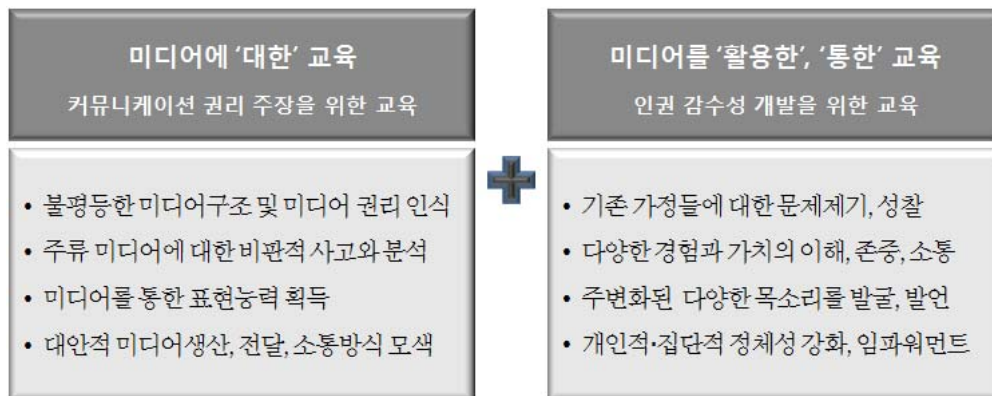 미디어에 ‘대한’ 교육
커뮤니케이션 권리 주장을 위한 교육
• 불평등한 미디어구조 및 미디어 권리 인식
• 주류 미디어에 대한 비판적 사고와 분석
• 미디어를 통한 표현능력 획득
• 대안적 미디어생산, 전달, 소통방식 모색
미디어를 ‘활용한’, ‘통한’ 교육
인권 감수성 개발을 위한 교육
• 기존 가정들에 대한 문제제기, 성찰
• 다양한 경험과 가치의 이해, 존중, 소통
• 주변화된 다양한 목소리를 발굴, 발언
• 개인적·집단적 정체성 강화, 임파워먼트